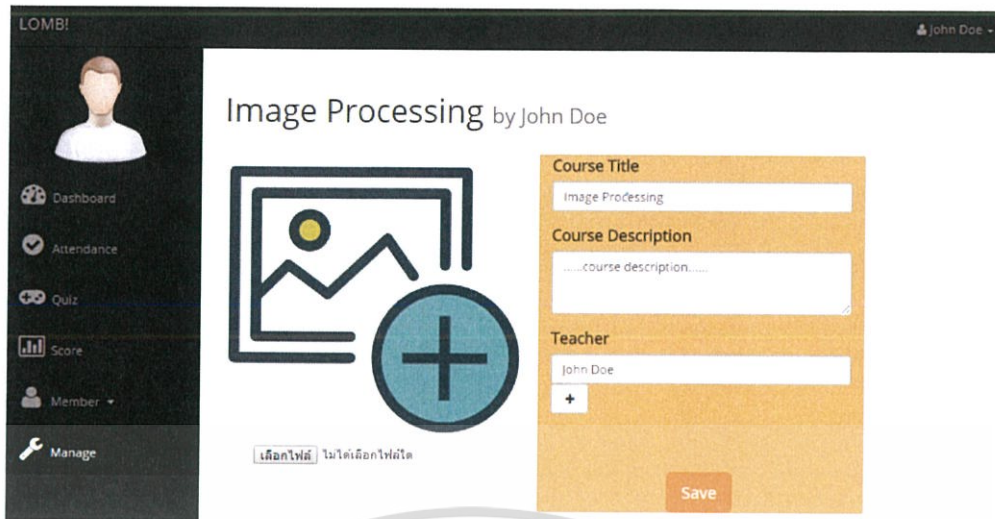 LOMB!
John Doe
Image Processing by John Doe
Dashboard
Attendance
Quiz
Score
Member
Manage
เลือกไฟล์ ไม่ได้เลือกไฟล์ใด
Course Title
Image Processing
Course Description
......course description......
Teacher
John Doe
+
Save